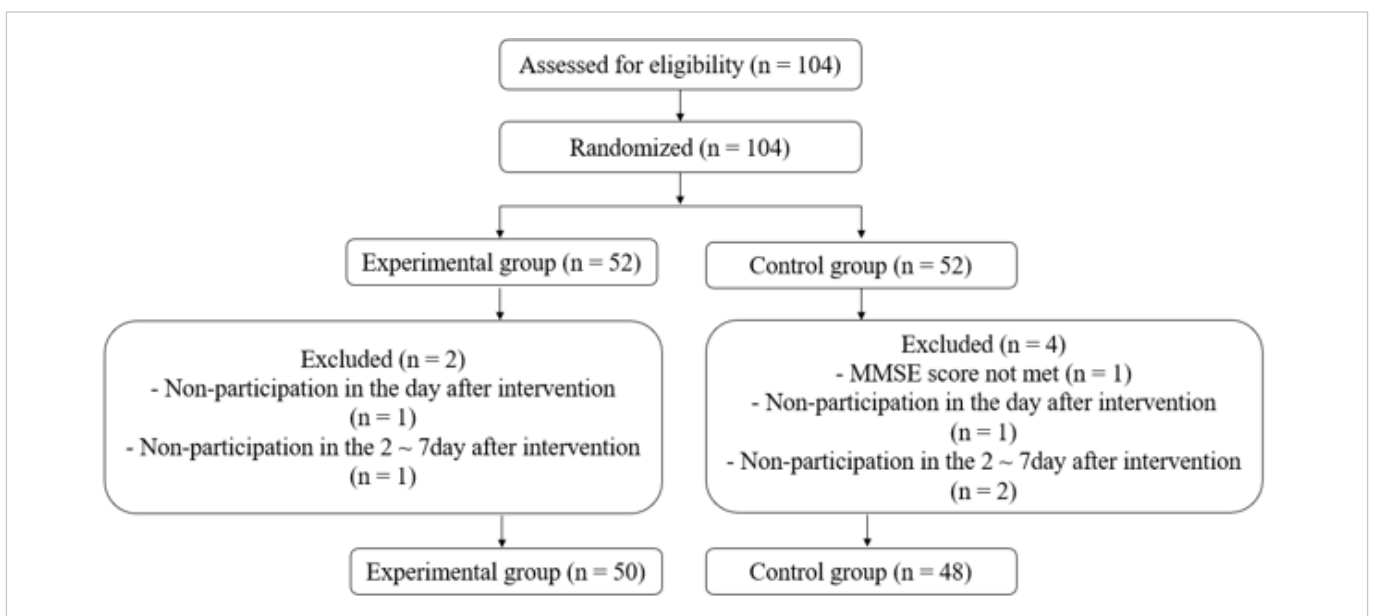 Assessed for eligibility (n = 104)
Randomized (n = 104)
Experimental group (n = 52)
Control group (n = 52)
Excluded (n = 2)
- Non-participation in the day after intervention
(n = 1)
- Non-participation in the 2 ~ 7day after intervention
(n = 1)
Excluded (n = 4)
- MMSE score not met (n = 1)
- Non-participation in the day after intervention
(n = 1)
- Non-participation in the 2 ~ 7day after intervention
(n = 2)
Experimental group (n = 50)
Control group (n = 48)